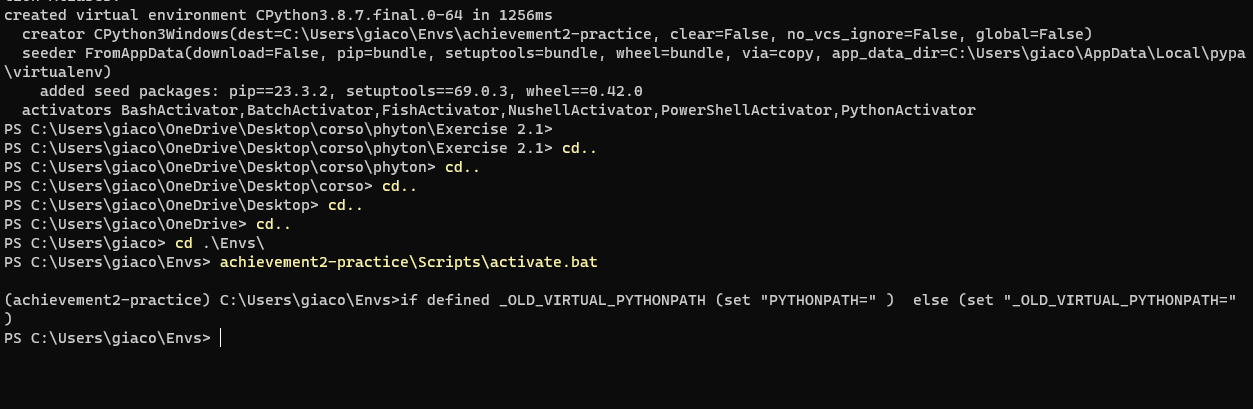 created virtual environment CPython3.8.7.final.0-64 in 1256ms
  creator CPython3Windows(dest=C:\Users\giaco\Envs\achievement2-practice, clear=False, no_vcs_ignore=False, global=False)
  seeder FromAppData(download=False, pip=bundle, setuptools=bundle, wheel=bundle, via=copy, app_data_dir=C:\Users\giaco\AppData\Local\pypa
\virtualenv)
    added seed packages: pip==23.3.2, setuptools==69.0.3, wheel==0.42.0
  activators BashActivator,BatchActivator,FishActivator,NushellActivator,PowerShellActivator,PythonActivator
PS C:\Users\giaco\OneDrive\Desktop\corso\phyton\Exercise 2.1>
PS C:\Users\giaco\OneDrive\Desktop\corso\phyton\Exercise 2.1> cd..
PS C:\Users\giaco\OneDrive\Desktop\corso\phyton> cd..
PS C:\Users\giaco\OneDrive\Desktop\corso> cd..
PS C:\Users\giaco\OneDrive\Desktop> cd..
PS C:\Users\giaco\OneDrive> cd..
PS C:\Users\giaco> cd .\Envs\
PS C:\Users\giaco\Envs> achievement2-practice\Scripts\activate.bat
(achievement2-practice) C:\Users\giaco\Envs>if defined _OLD_VIRTUAL_PYTHONPATH (set "PYTHONPATH=" )  else (set "_OLD_VIRTUAL_PYTHONPATH="
)
PS C:\Users\giaco\Envs>